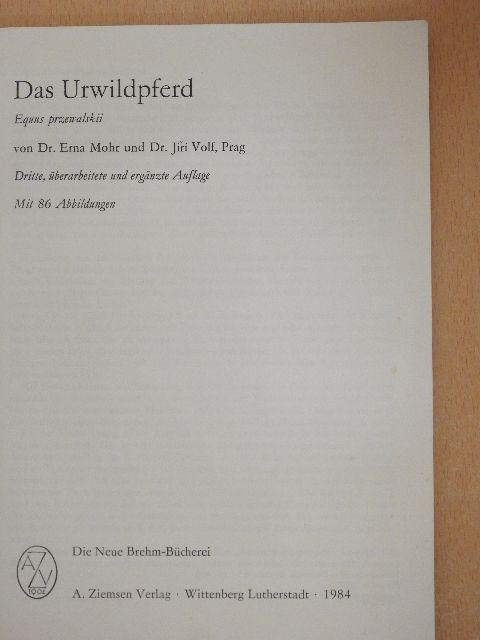 Das Urwildpferd
Equus przewalskii
von Dr. Erna Mohr und Dr. Jiří Volf, Prag
Dritte, überarbeitete und ergänzte Auflage
Mit 86 Abbildungen
AZV
1902
Die Neue Brehm-Bücherei
A. Ziemsen Verlag · Wittenberg Lutherstadt · 1984